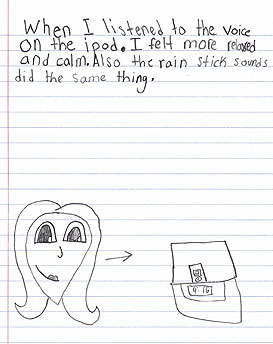 When I listened to the voice
on the ipod. I felt more relaxed
and calm. Also the rain stick sounds
did the same thing.